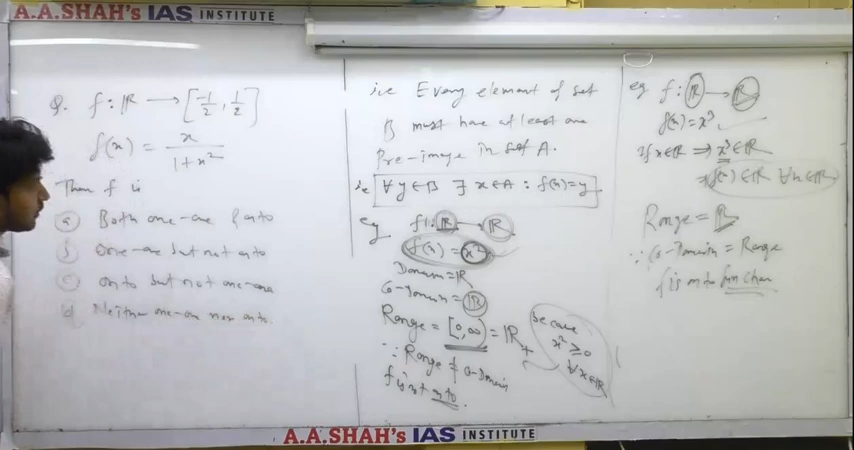 A.A.SHAH's IAS INSTITUTE
Q. f : R → [-1/2, 1/2]
f(x) = x / 1+x²
Then f is
(a) Both one-one & onto
(b) One-one but not onto
(c) onto but not one-one
(d) Neither one-one nor onto.
i.e Every element of set
B must have at least one
Pre-image in set A.
ie ∀ y ∈ B ∃ x ∈ A : f(x) = y
eg f : R → R
f(x) = x²
Domain = R
Co-Domain = R
Range = [0, ∞) = R+
∵ Range ≠ Co-Domain
f is not onto.
because
x² ≥ 0
∀ x ∈ R
eg f : R → R
f(x) = x³
If x ∈ R ⇒ x³ ∈ R
⇒ f(x) ∈ R ∀ x ∈ R
Range = R
∵ Co-Domain = Range
f is onto
A.A.SHAH's IAS INSTITUTE